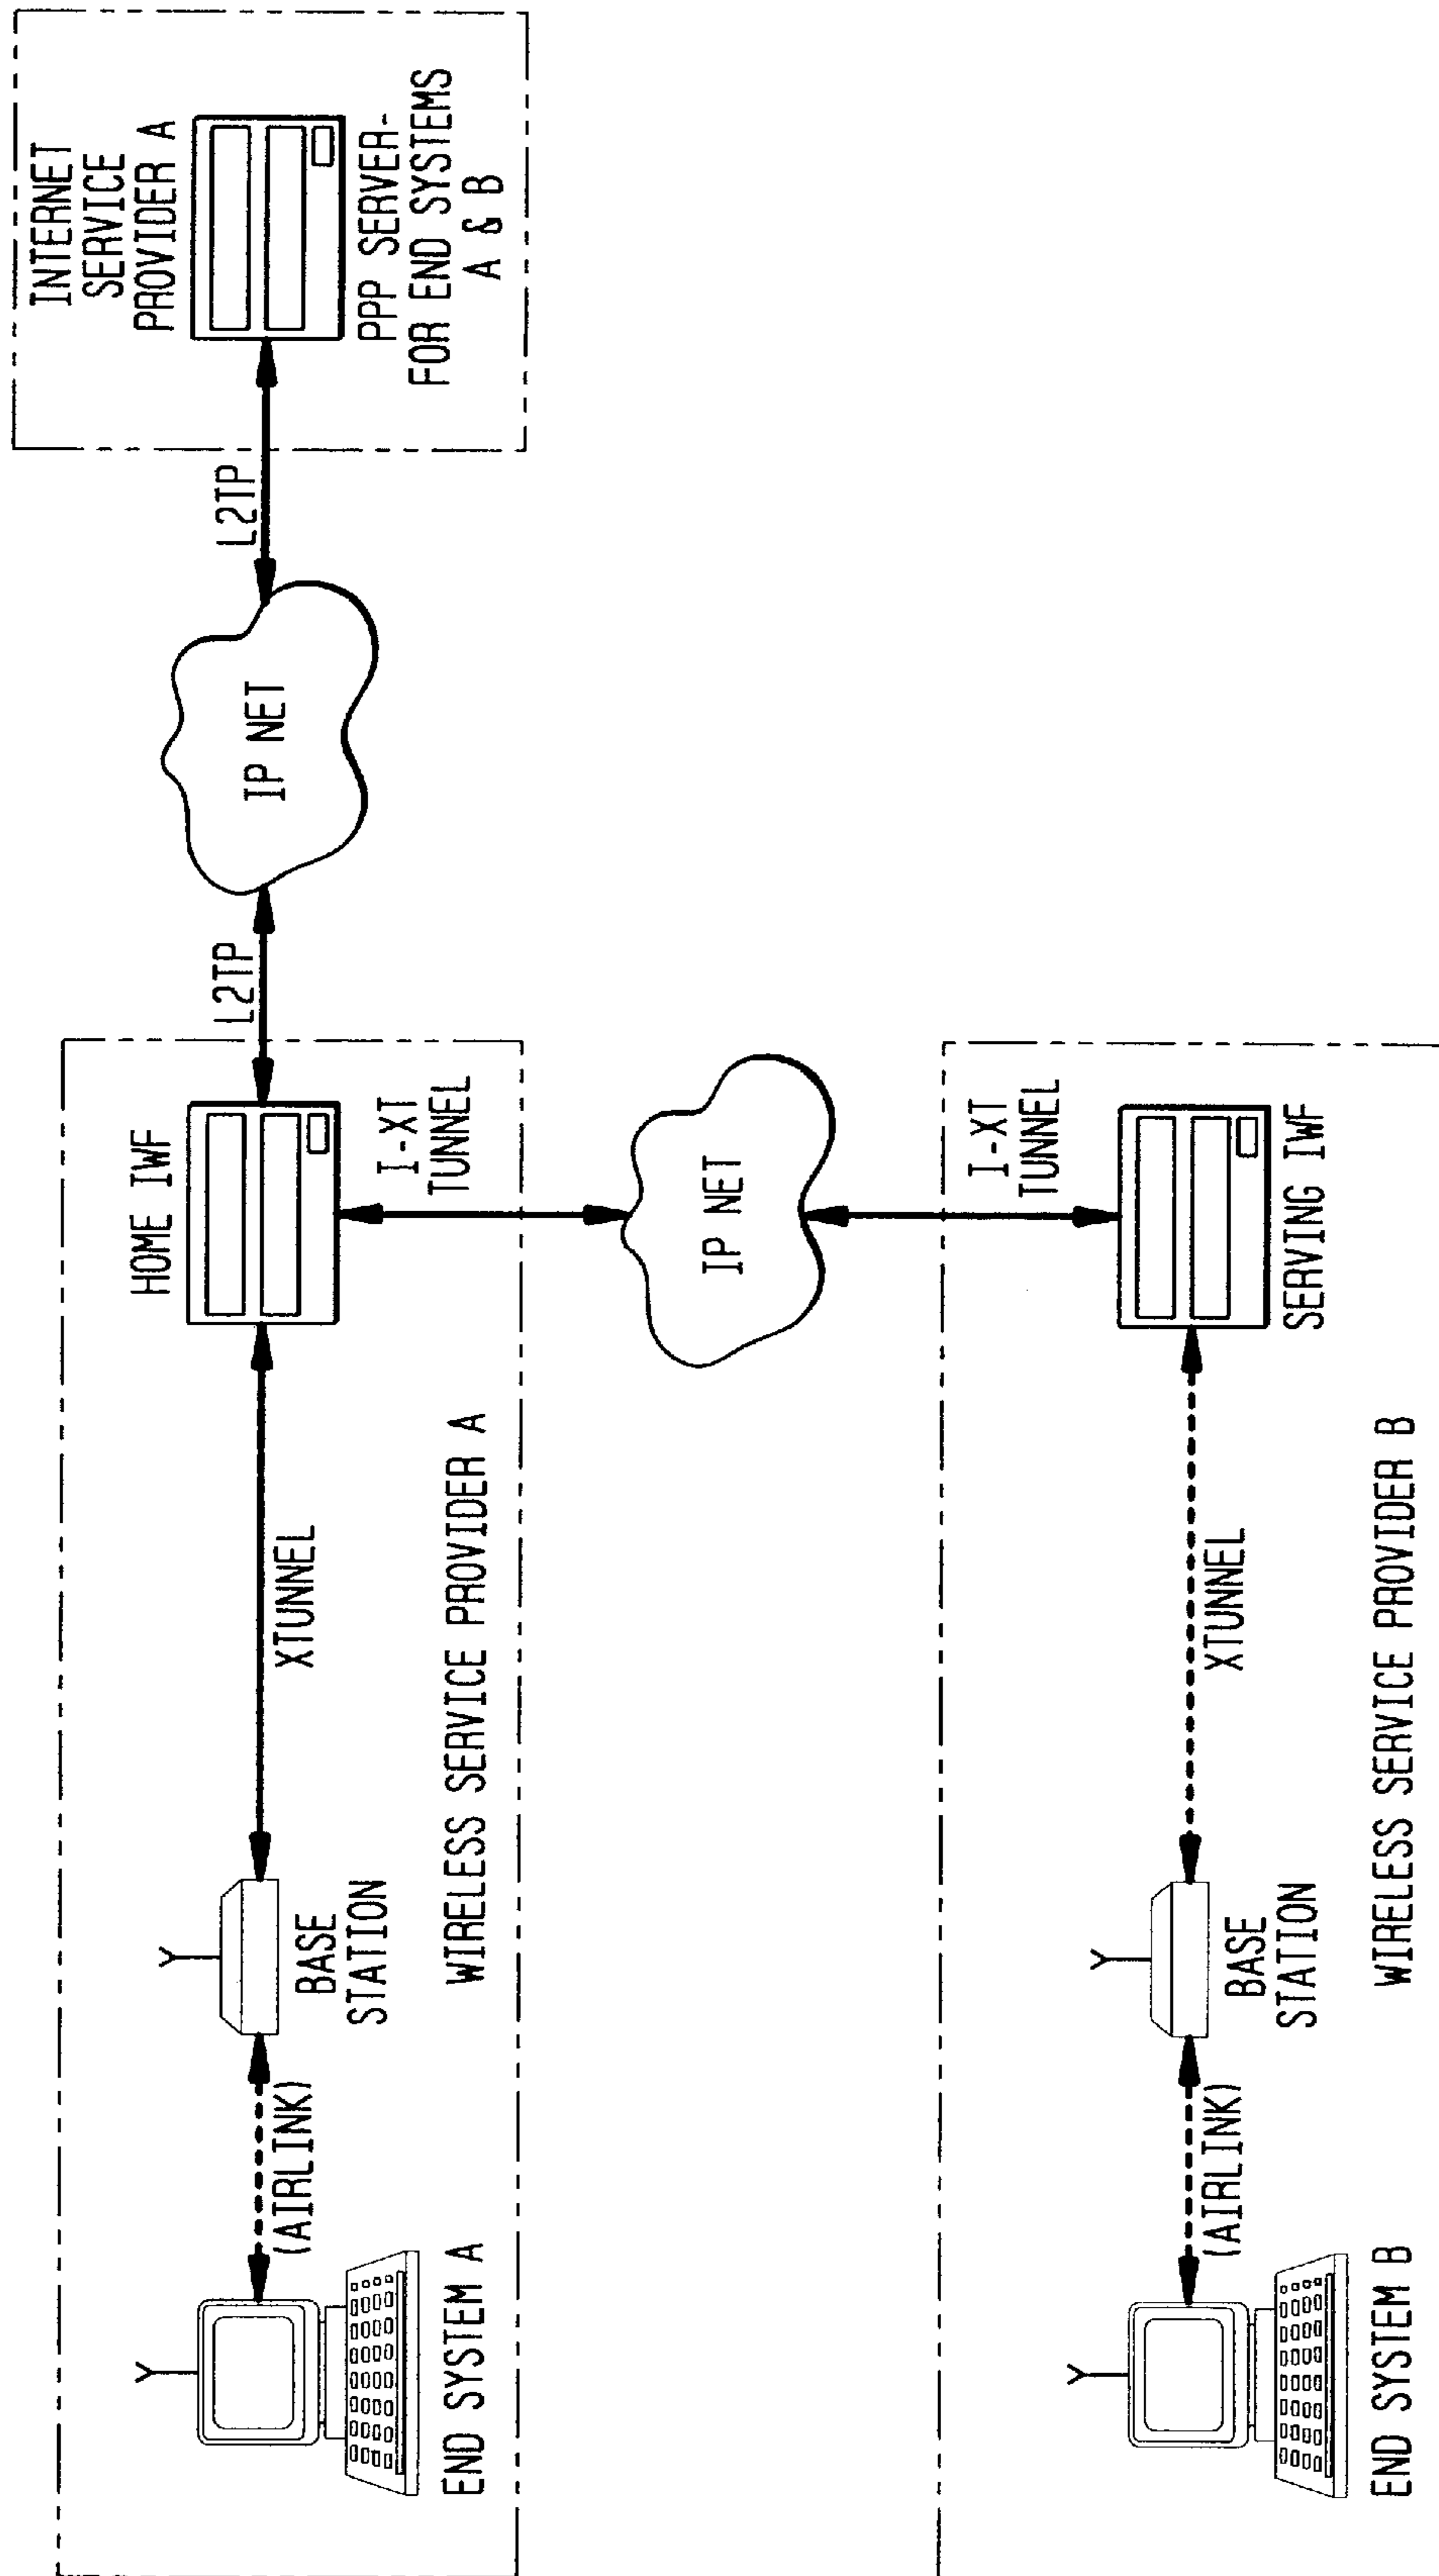 INTERNET
SERVICE
PROVIDER A
PPP SERVER-
FOR END SYSTEMS
A & B
L2TP
IP NET
L2TP
HOME IWF
I-XT
TUNNEL
XTUNNEL
BASE
STATION
(AIRLINK)
END SYSTEM A
WIRELESS SERVICE PROVIDER A
IP NET
I-XT
TUNNEL
SERVING IWF
XTUNNEL
BASE
STATION
(AIRLINK)
END SYSTEM B
WIRELESS SERVICE PROVIDER B